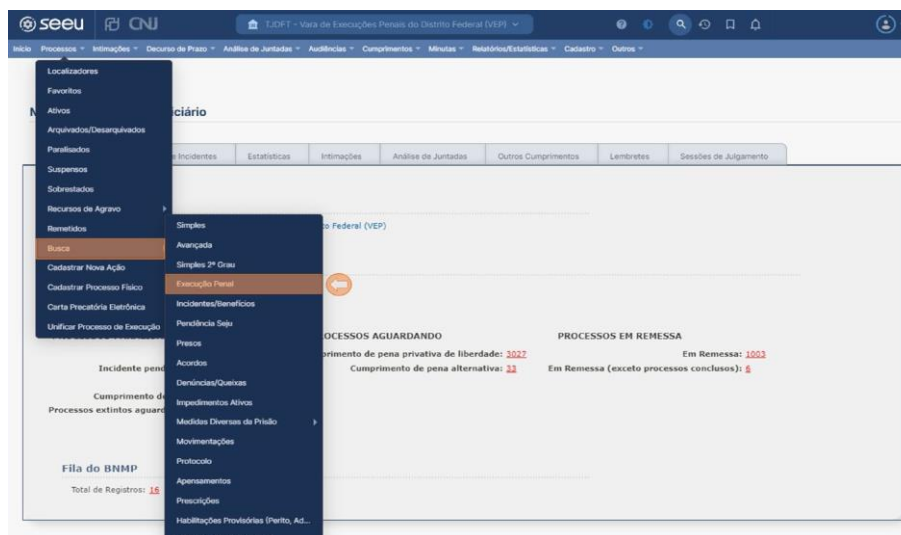 seeu CNJ TJDFT - Vara de Execuções Penais do Distrito Federal (VEP)
Início Processos Intimações Decurso de Prazo Análise de Juntadas Audiências Cumprimentos Minutas Relatórios/Estatísticas Cadastro Outros
Localizadores
Favoritos
Ativos
iciário
Arquivados/Desarquivados
Paralisados
Incidentes Estatísticas Intimações Análise de Juntadas Outros Cumprimentos Lembretes Sessões de Julgamento
Suspensos
Sobrestados
Recursos de Agravo
Remetidos
Busca
Cadastrar Nova Ação
Cadastrar Processo Físico
Carta Precatória Eletrônica
Unificar Processo de Execução
Simples
to Federal (VEP)
Avançada
Simples 2º Grau
Execução Penal
Incidentes/Benefícios
Pendência Seju
Presos
Acordos
Denúncias/Queixas
Impedimentos Ativos
Medidas Diversas da Prisão
Movimentações
Protocolo
Apensamentos
Prescrições
Habilitações Provisórias (Perito, Ad...
OCESSOS AGUARDANDO
primento de pena privativa de liberdade: 3027
Cumprimento de pena alternativa: 33
PROCESSOS EM REMESSA
Em Remessa: 1003
Em Remessa (exceto processos conclusos): 6
Incidente pend
Cumprimento d
Processos extintos aguard
Fila do BNMP
Total de Registros: 16